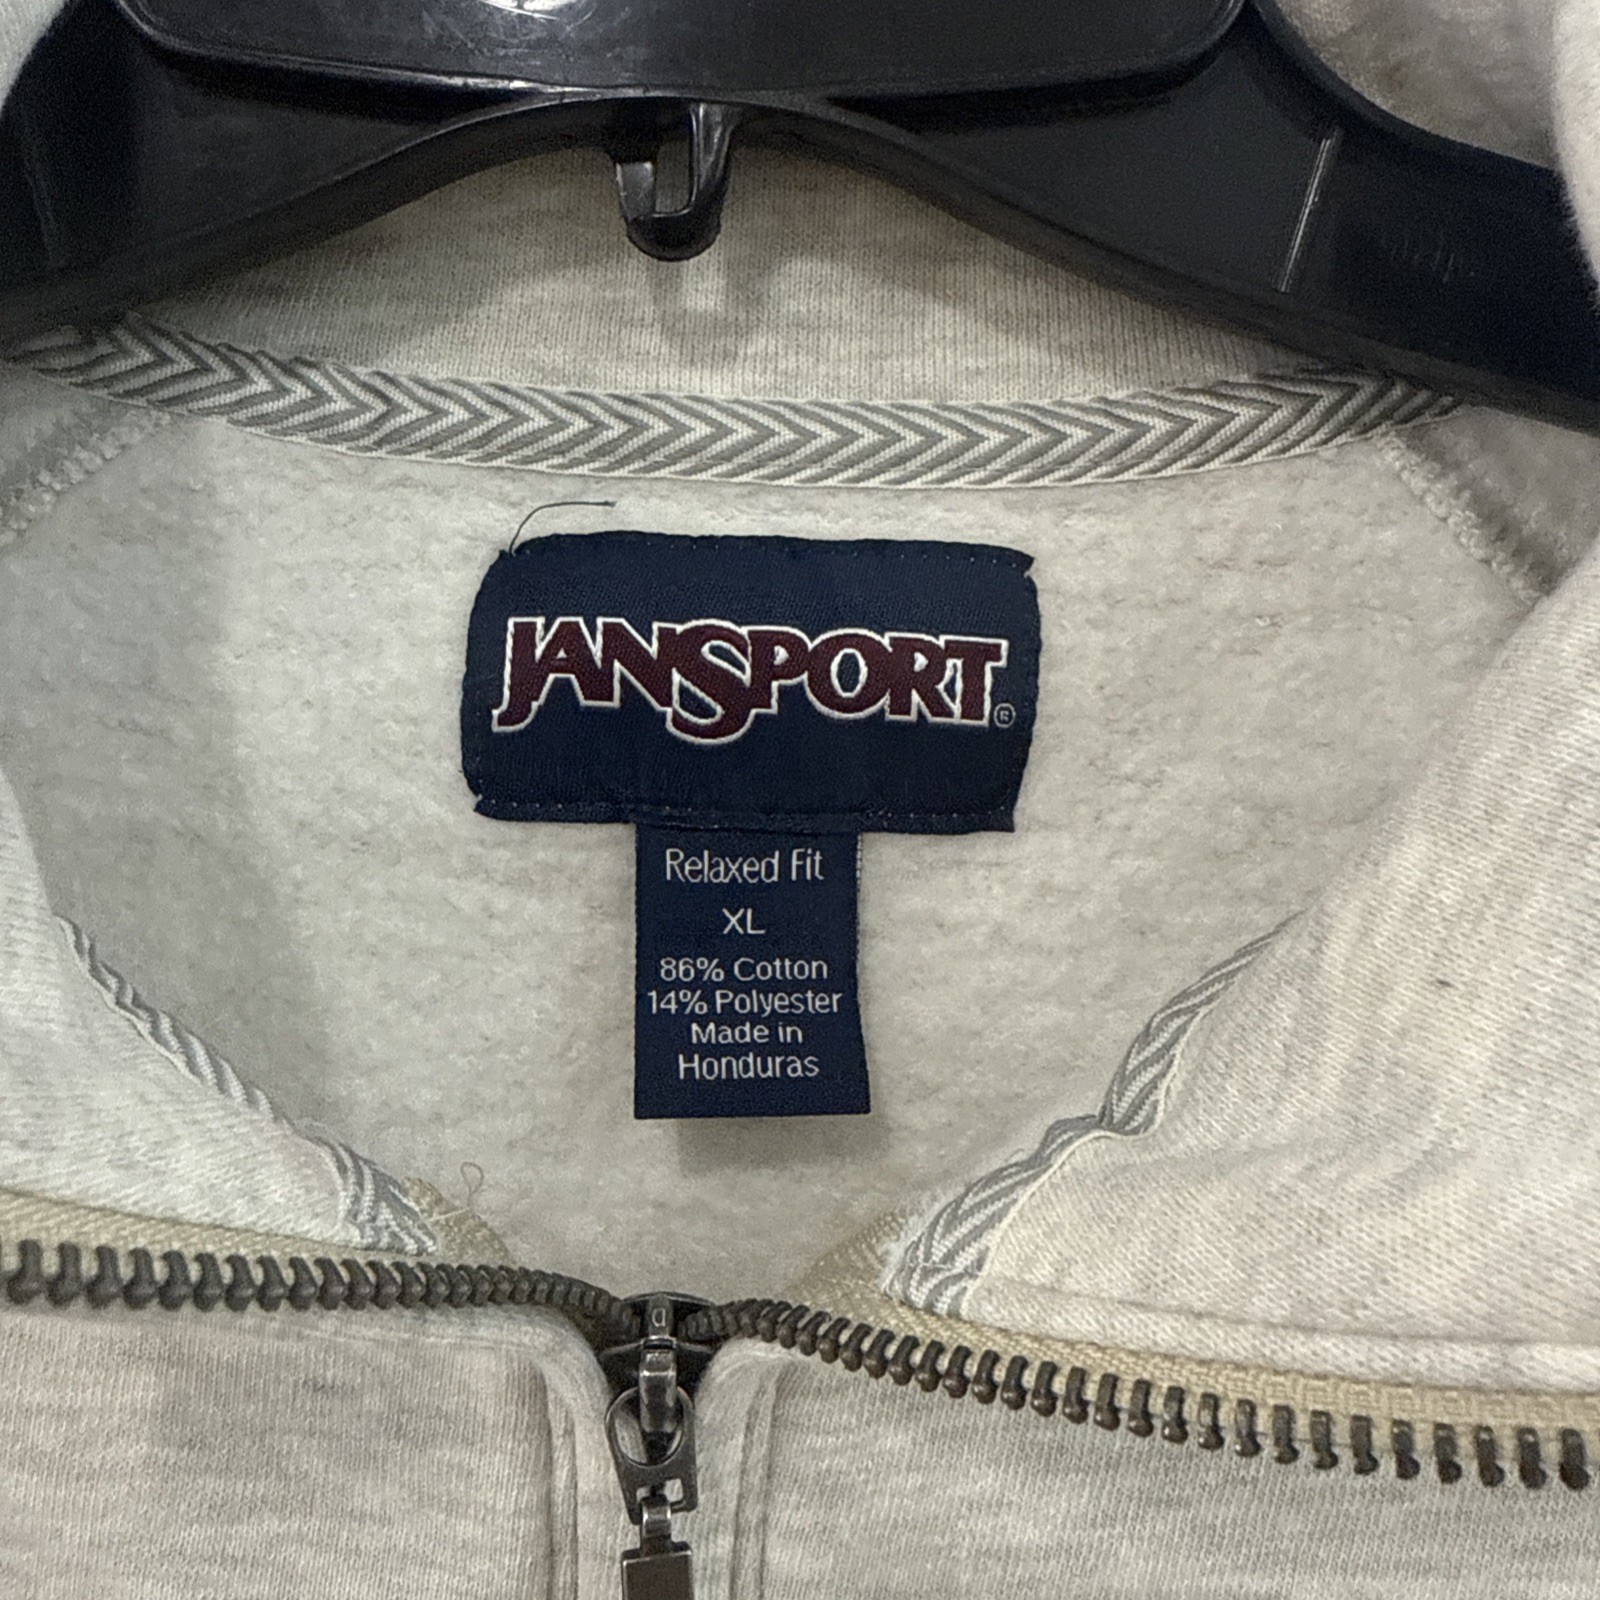 JANSPORT®
Relaxed Fit
XL
86% Cotton
14% Polyester
Made in
Honduras